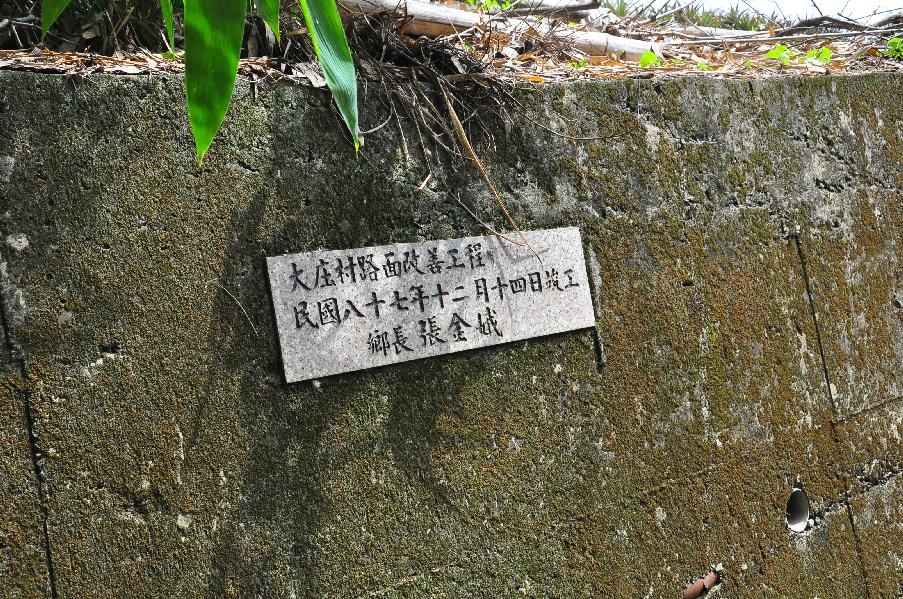 大庄村路面改善工程
民國八十七年十二月十四日竣工
鄉長張金娥